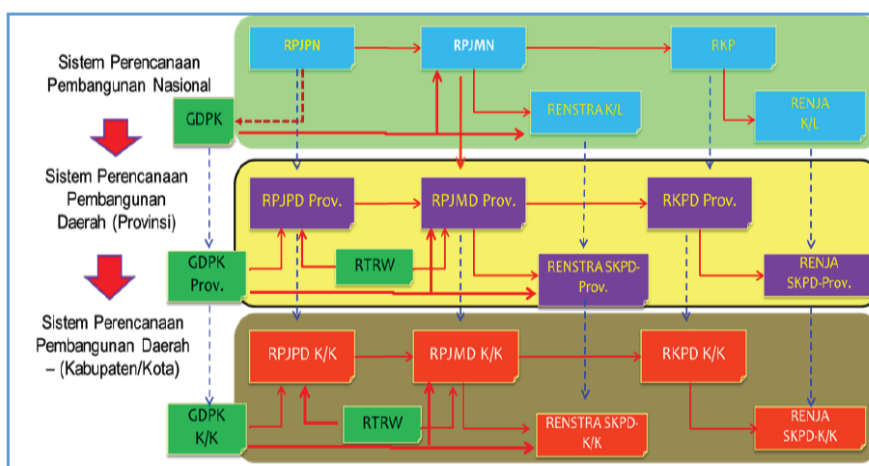 Sistem Perencanaan
Pembangunan Nasional
RPJPN
RPJMN
RKP
GDPK
RENSTRA K/L
RENJA
K/L
Sistem Perencanaan
Pembangunan
Daerah (Provinsi)
RPJPD Prov.
RPJMD Prov.
RKPD Prov.
GDPK
Prov.
RTRW
RENSTRA SKPD-
Prov.
RENJA
SKPD-Prov.
Sistem Perencanaan
Pembangunan Daerah
– (Kabupaten/Kota)
RPJPD K/K
RPJMD K/K
RKPD K/K
GDPK
K/K
RTRW
RENSTRA SKPD-
K/K
RENJA
SKPD-K/K